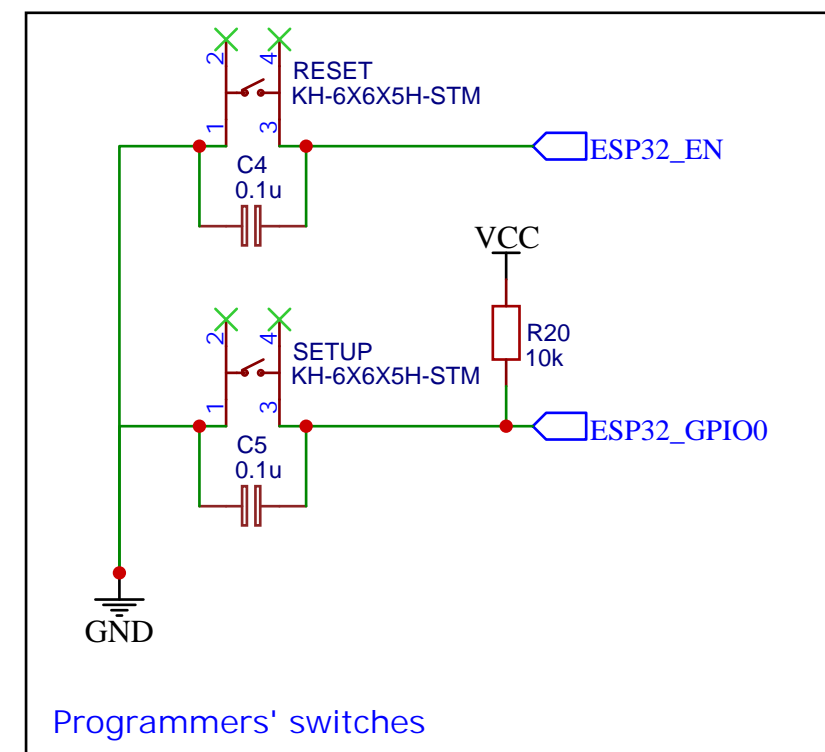 2
4
RESET
KH-6X6X5H-STM
1
3
ESP32_EN
C4
0.1u
VCC
2
4
SETUP
KH-6X6X5H-STM
R20
10k
1
3
ESP32_GPIO0
C5
0.1u
GND
Programmers' switches